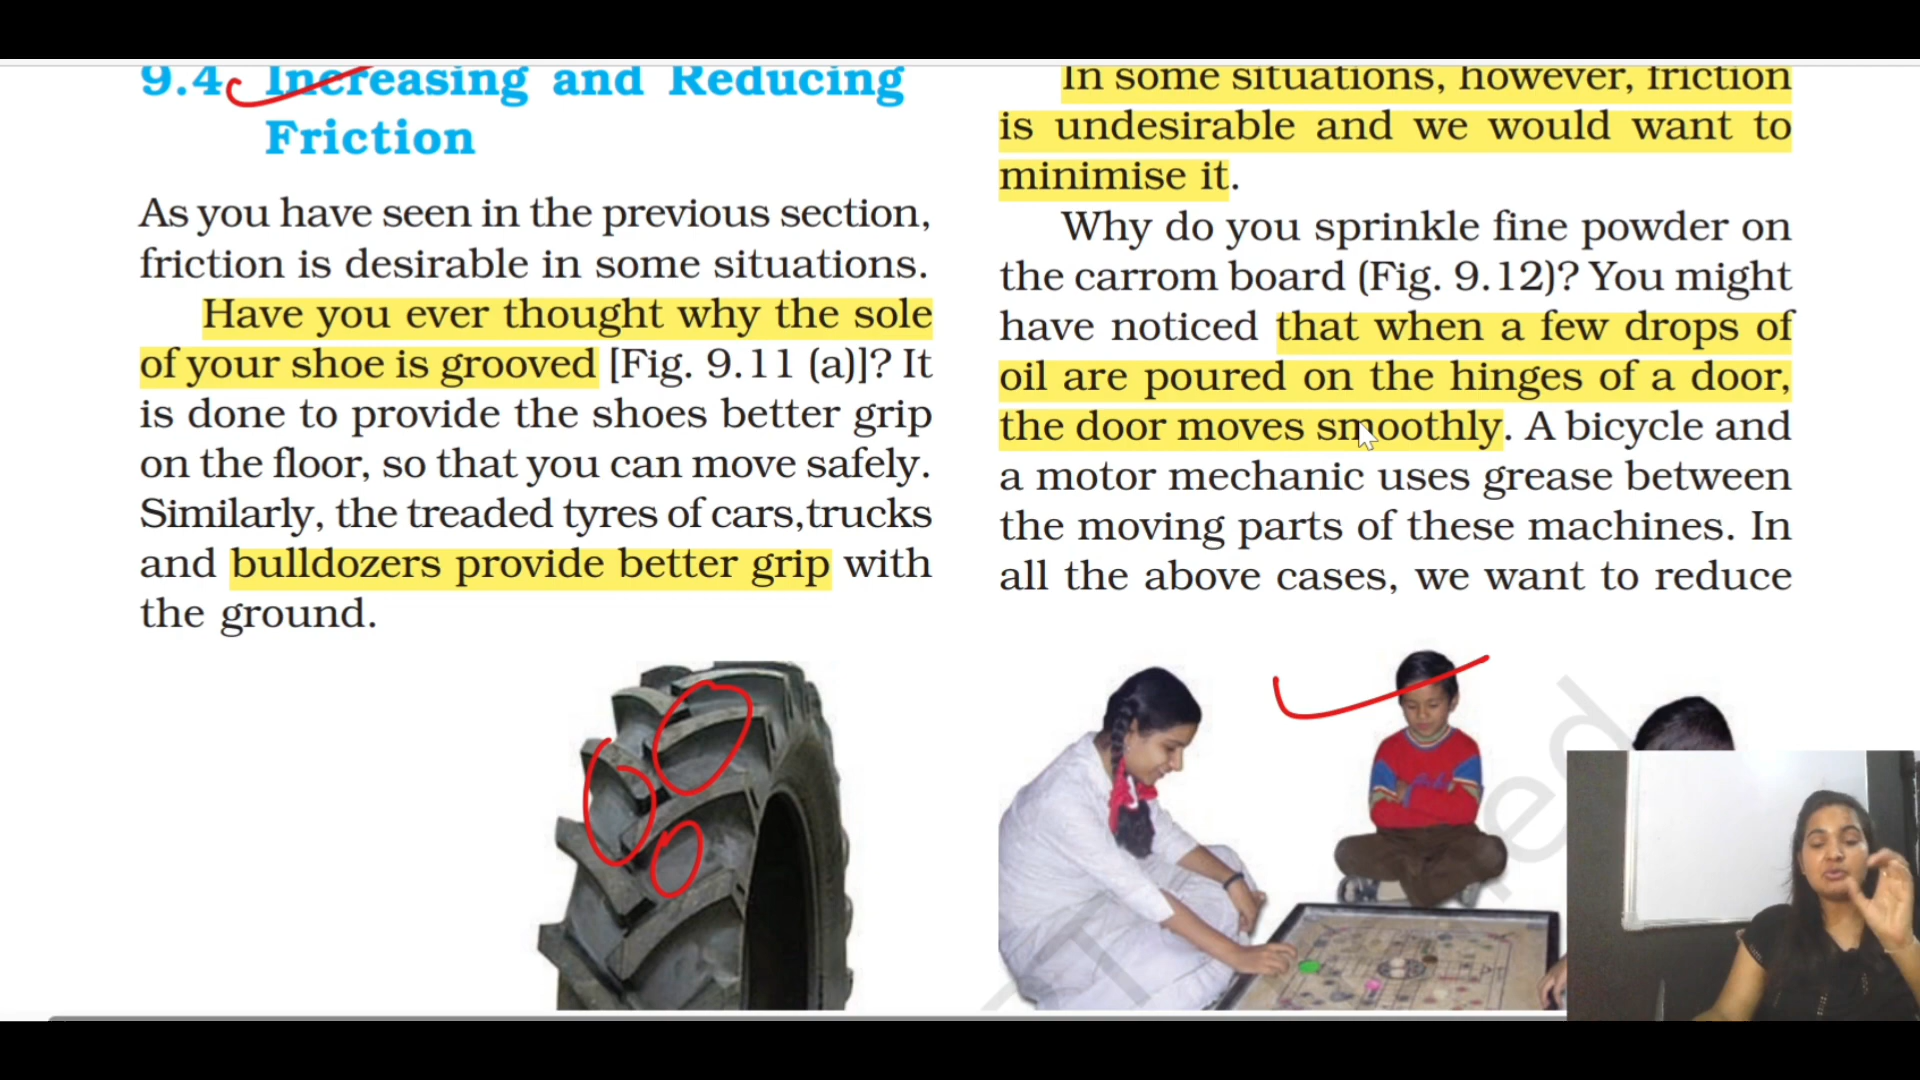 9.4 Increasing and Reducing
Friction
As you have seen in the previous section,
friction is desirable in some situations.
Have you ever thought why the sole
of your shoe is grooved [Fig. 9.11 (a)]? It
is done to provide the shoes better grip
on the floor, so that you can move safely.
Similarly, the treaded tyres of cars,trucks
and bulldozers provide better grip with
the ground.
In some situations, however, friction
is undesirable and we would want to
minimise it.
Why do you sprinkle fine powder on
the carrom board (Fig. 9.12)? You might
have noticed that when a few drops of
oil are poured on the hinges of a door,
the door moves smoothly. A bicycle and
a motor mechanic uses grease between
the moving parts of these machines. In
all the above cases, we want to reduce